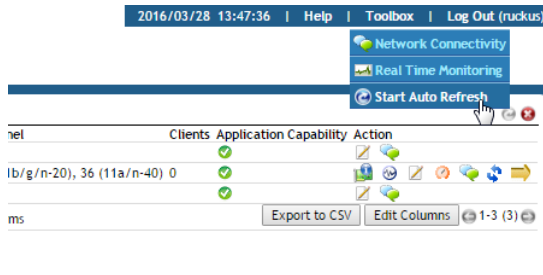 2016/03/28 13:47:36 | Help | Toolbox | Log Out (ruckus)
Network Connectivity
Real Time Monitoring
Start Auto Refresh
nel Clients Application Capability Action
lb/g/n-20), 36 (11a/n-40) 0
ms Export to CSV Edit Columns 1-3 (3)